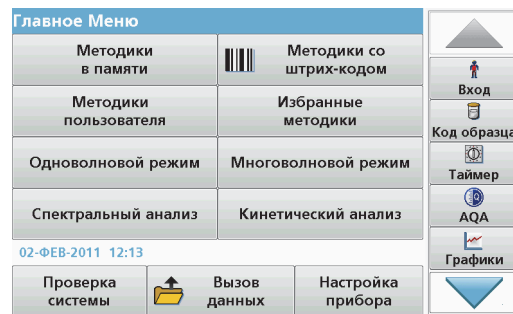 Главное Меню
Методики
в памяти
Методики со
штрих-кодом
Методики
пользователя
Избранные
методики
Одноволновой режим
Многоволновой режим
Спектральный анализ
Кинетический анализ
02-ФЕВ-2011 12:13
Проверка
системы
Вызов
данных
Настройка
прибора
Вход
Код образца
Таймер
AQA
Графики